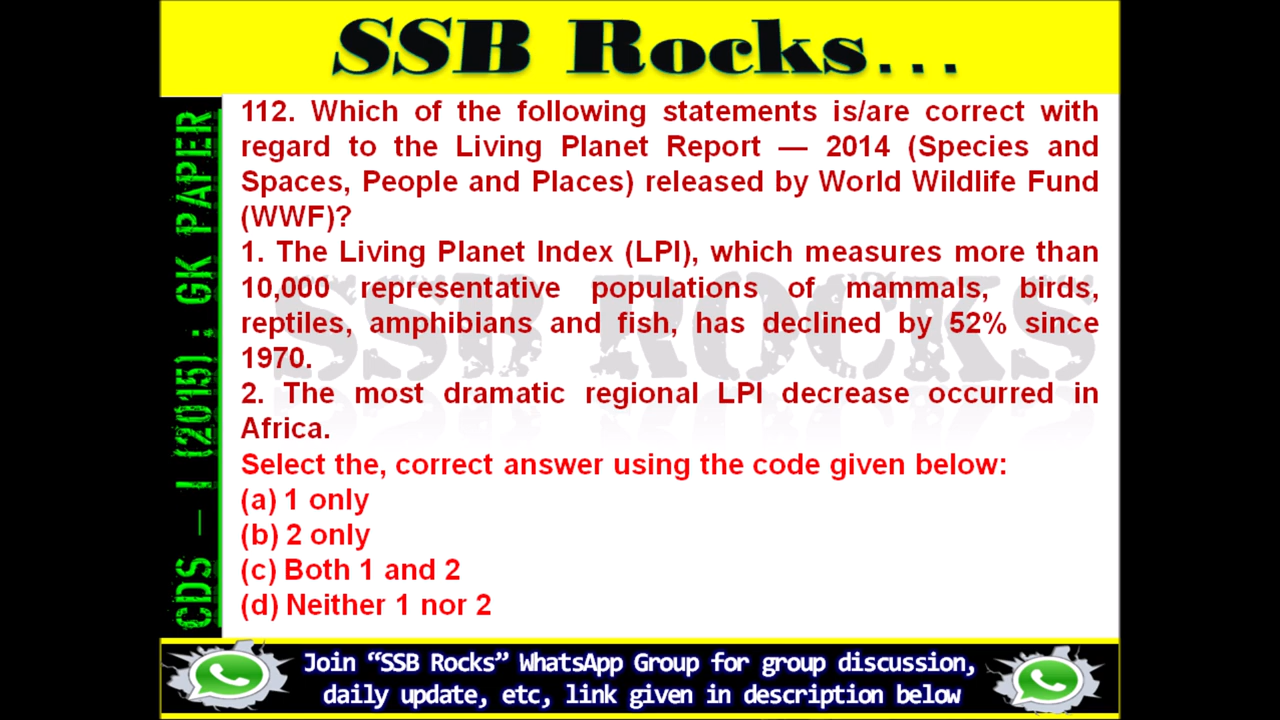 SSB Rocks...
CDS – I (2015) : GK PAPER
112. Which of the following statements is/are correct with
regard to the Living Planet Report — 2014 (Species and
Spaces, People and Places) released by World Wildlife Fund
(WWF)?
1. The Living Planet Index (LPI), which measures more than
10,000 representative populations of mammals, birds,
reptiles, amphibians and fish, has declined by 52% since
1970.
2. The most dramatic regional LPI decrease occurred in
Africa.
Select the, correct answer using the code given below:
(a) 1 only
(b) 2 only
(c) Both 1 and 2
(d) Neither 1 nor 2
SSB ROCKS
Join “SSB Rocks” WhatsApp Group for group discussion,
daily update, etc, link given in description below